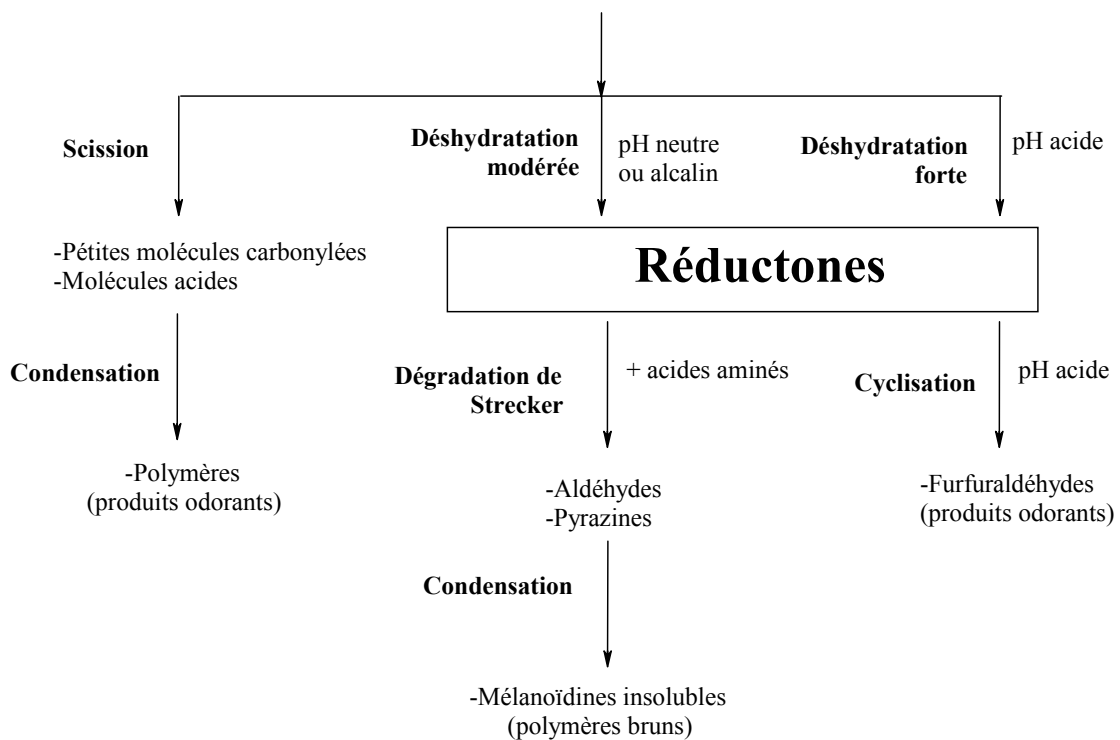 Scission
Déshydratation
modérée
pH neutre
ou alcalin
Déshydratation
forte
pH acide
-Pétites molécules carbonylées
-Molécules acides
Réductones
Condensation
Dégradation de
Strecker
+ acides aminés
Cyclisation
pH acide
-Polymères
(produits odorants)
-Aldéhydes
-Pyrazines
-Furfuraldéhydes
(produits odorants)
Condensation
-Mélanoïdines insolubles
(polymères bruns)